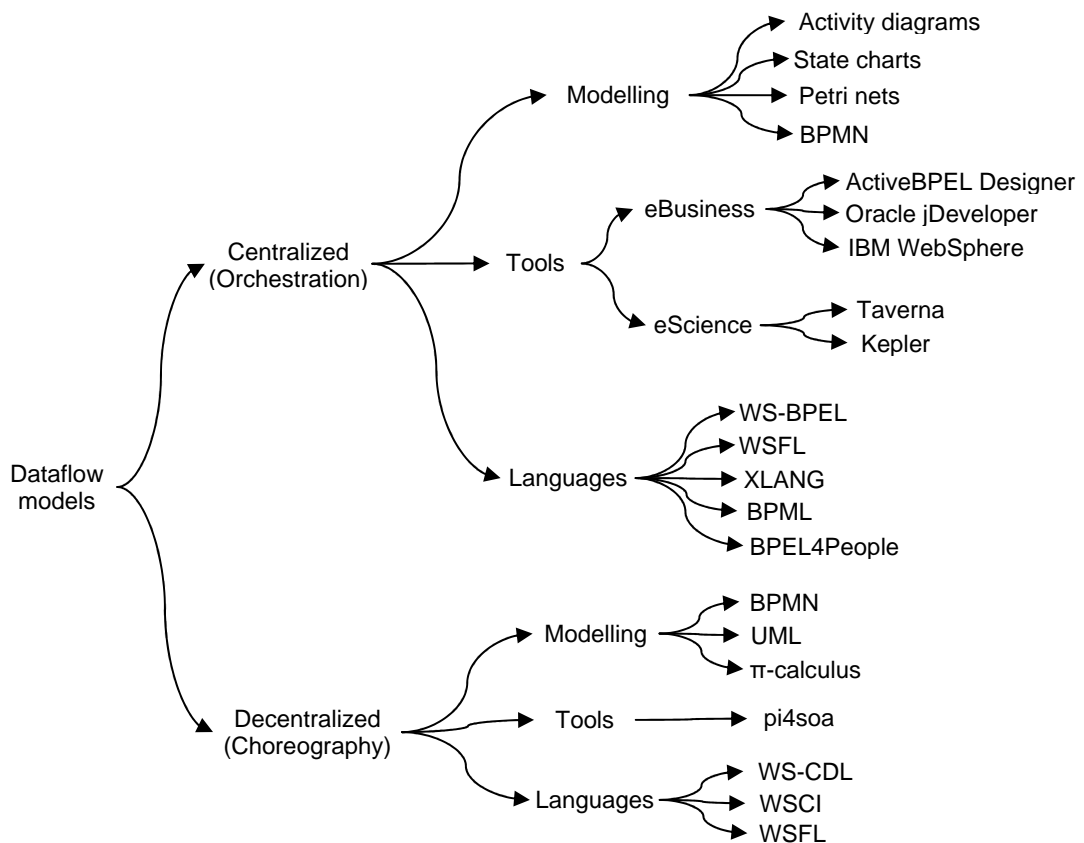 Activity diagrams
State charts
Modelling
Petri nets
BPMN
ActiveBPEL Designer
eBusiness
Oracle jDeveloper
IBM WebSphere
Centralized
(Orchestration)
Tools
Taverna
eScience
Kepler
WS-BPEL
WSFL
Languages
XLANG
BPML
BPEL4People
Dataflow
models
BPMN
Modelling
UML
π-calculus
Decentralized
(Choreography)
Tools
pi4soa
WS-CDL
Languages
WSCI
WSFL